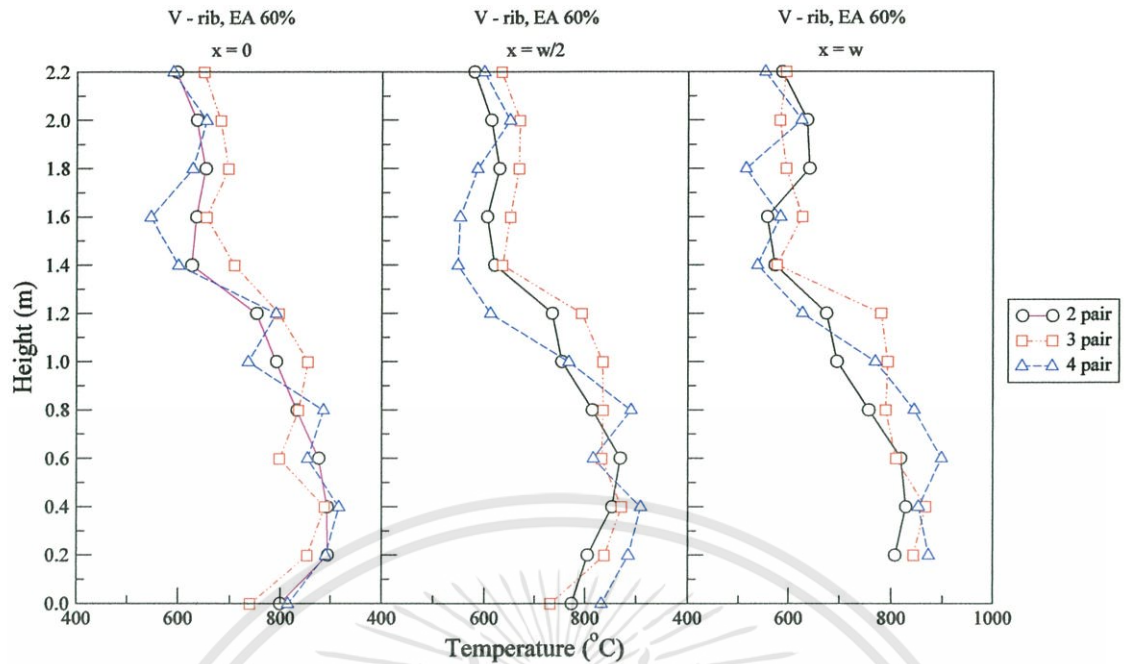 V - rib, EA 60%
x = 0
V - rib, EA 60%
x = w/2
V - rib, EA 60%
x = w
2.2
2.0
1.8
1.6
1.4
1.2
1.0
0.8
0.6
0.4
0.2
0.0
Height (m)
400 600 800 400 600 800 400 600 800 1000
Temperature (°C)
2 pair
3 pair
4 pair